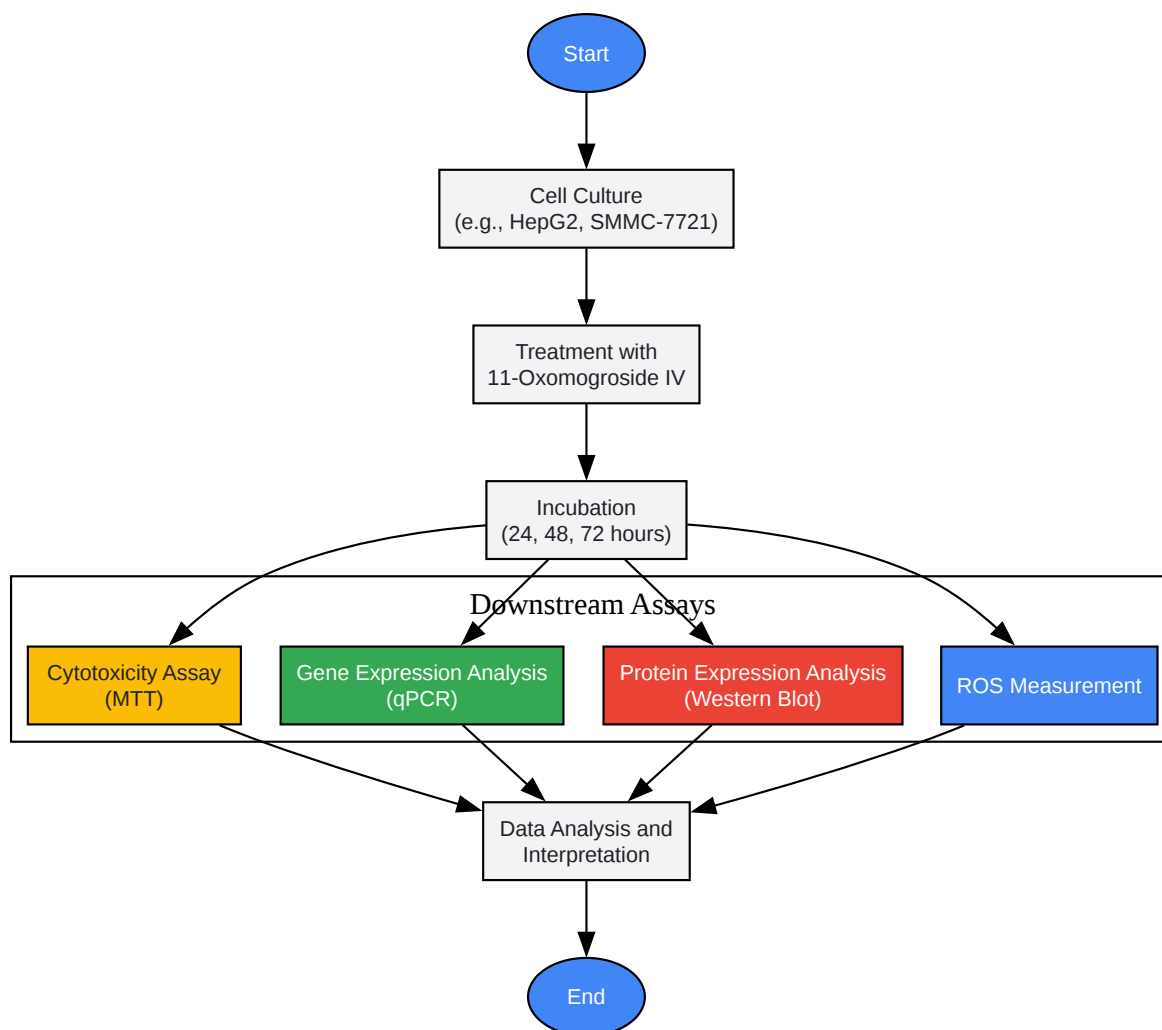 Start
Cell Culture
(e.g., HepG2, SMMC-7721)
Treatment with
11-Oxomogroside IV
Incubation
(24, 48, 72 hours)
Downstream Assays
Cytotoxicity Assay
(MTT)
Gene Expression Analysis
(qPCR)
Protein Expression Analysis
(Western Blot)
ROS Measurement
Data Analysis and
Interpretation
End